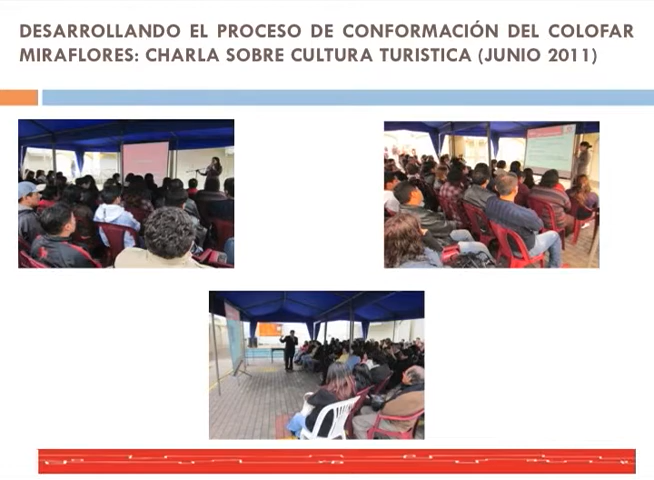 DESARROLLANDO EL PROCESO DE CONFORMACIÓN DEL COLOFAR
MIRAFLORES: CHARLA SOBRE CULTURA TURISTICA (JUNIO 2011)